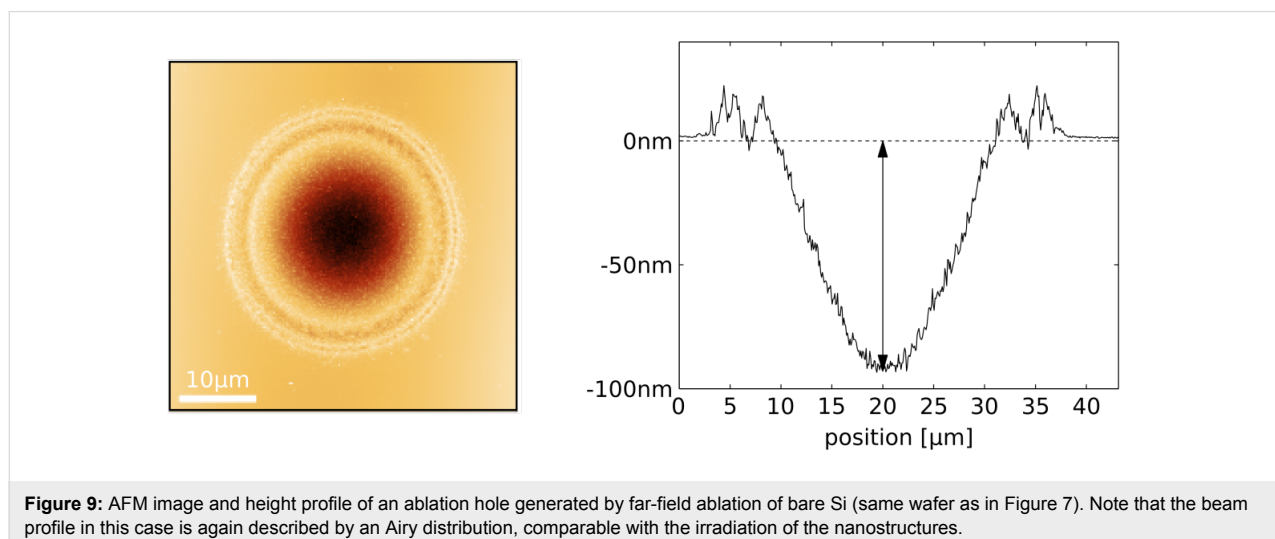 10μm
0nm
-50nm
-100nm
0 5 10 15 20 25 30 35 40
position [μm]
Figure 9: AFM image and height profile of an ablation hole generated by far-field ablation of bare Si (same wafer as in Figure 7). Note that the beam
profile in this case is again described by an Airy distribution, comparable with the irradiation of the nanostructures.